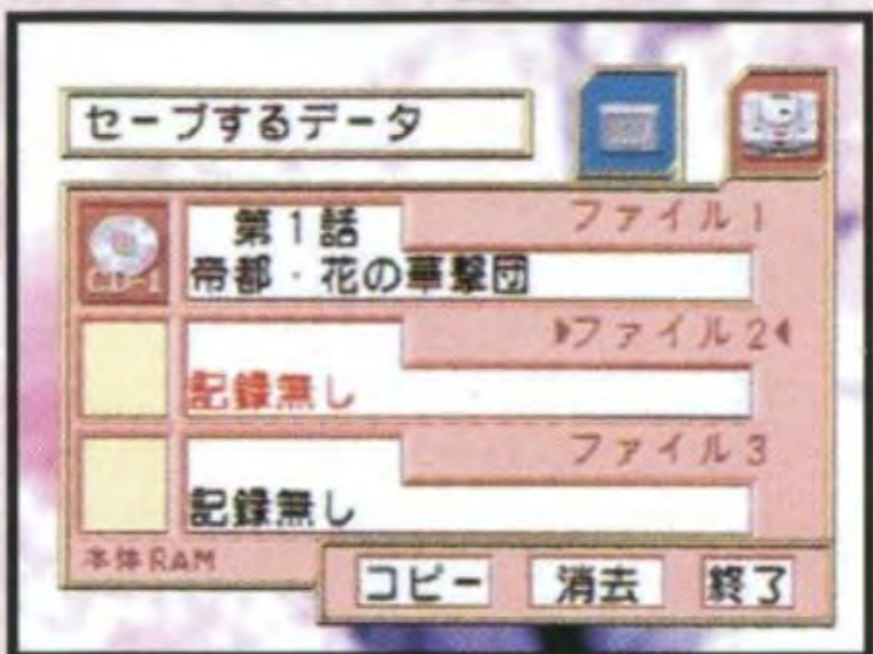 セーブするデータ
ファイル1
第1話
帝都・花の華撃団
CD-1
ファイル2
記録無し
ファイル3
記録無し
本体RAM
コピー 消去 終了